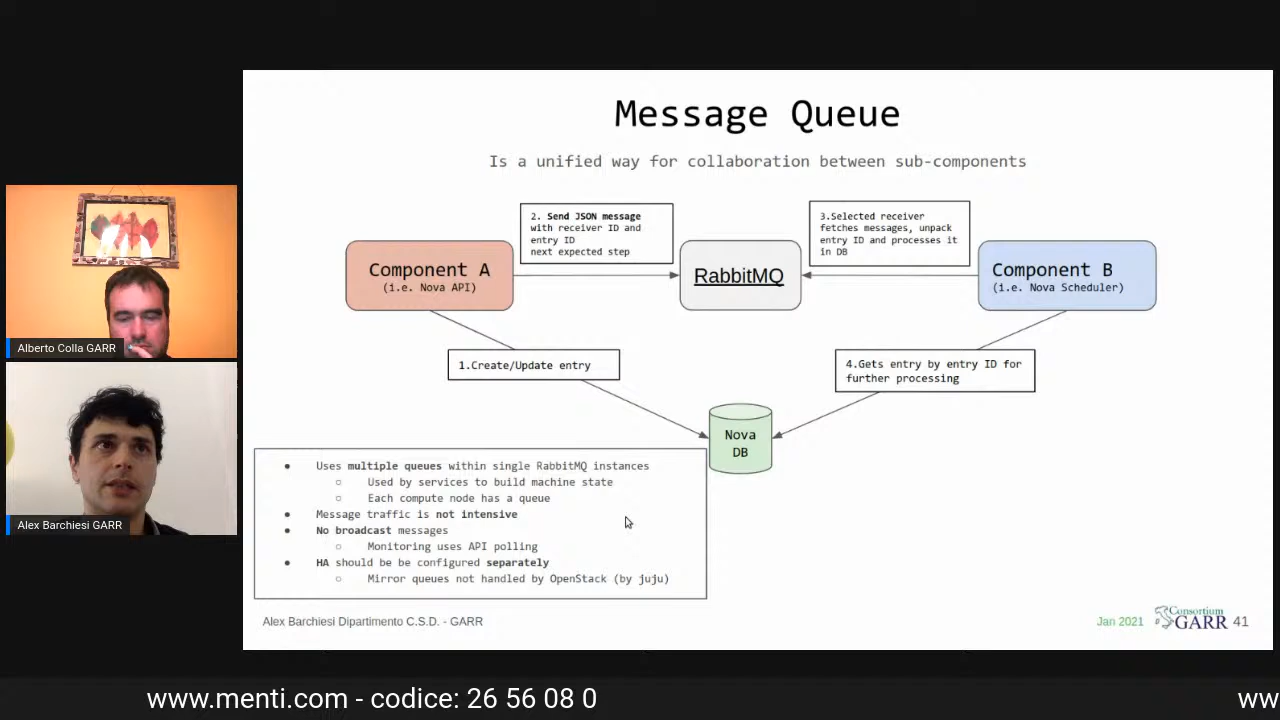 Message Queue
Is a unified way for collaboration between sub-components
2. Send JSON message
with receiver ID and
entry ID
next expected step
3.Selected receiver
fetches messages, unpack
entry ID and processes it
in DB
Component A
(i.e. Nova API)
RabbitMQ
Component B
(i.e. Nova Scheduler)
1.Create/Update entry
4.Gets entry by entry ID for
further processing
Nova
DB
● Uses multiple queues within single RabbitMQ instances
○ Used by services to build machine state
○ Each compute node has a queue
● Message traffic is not intensive
● No broadcast messages
○ Monitoring uses API polling
● HA should be be configured separately
○ Mirror queues not handled by OpenStack (by juju)
Alex Barchiesi Dipartimento C.S.D. - GARR
Jan 2021
Consortium
GARR
41
Alberto Colla GARR
Alex Barchiesi GARR
www.menti.com - codice: 26 56 08 0
ww